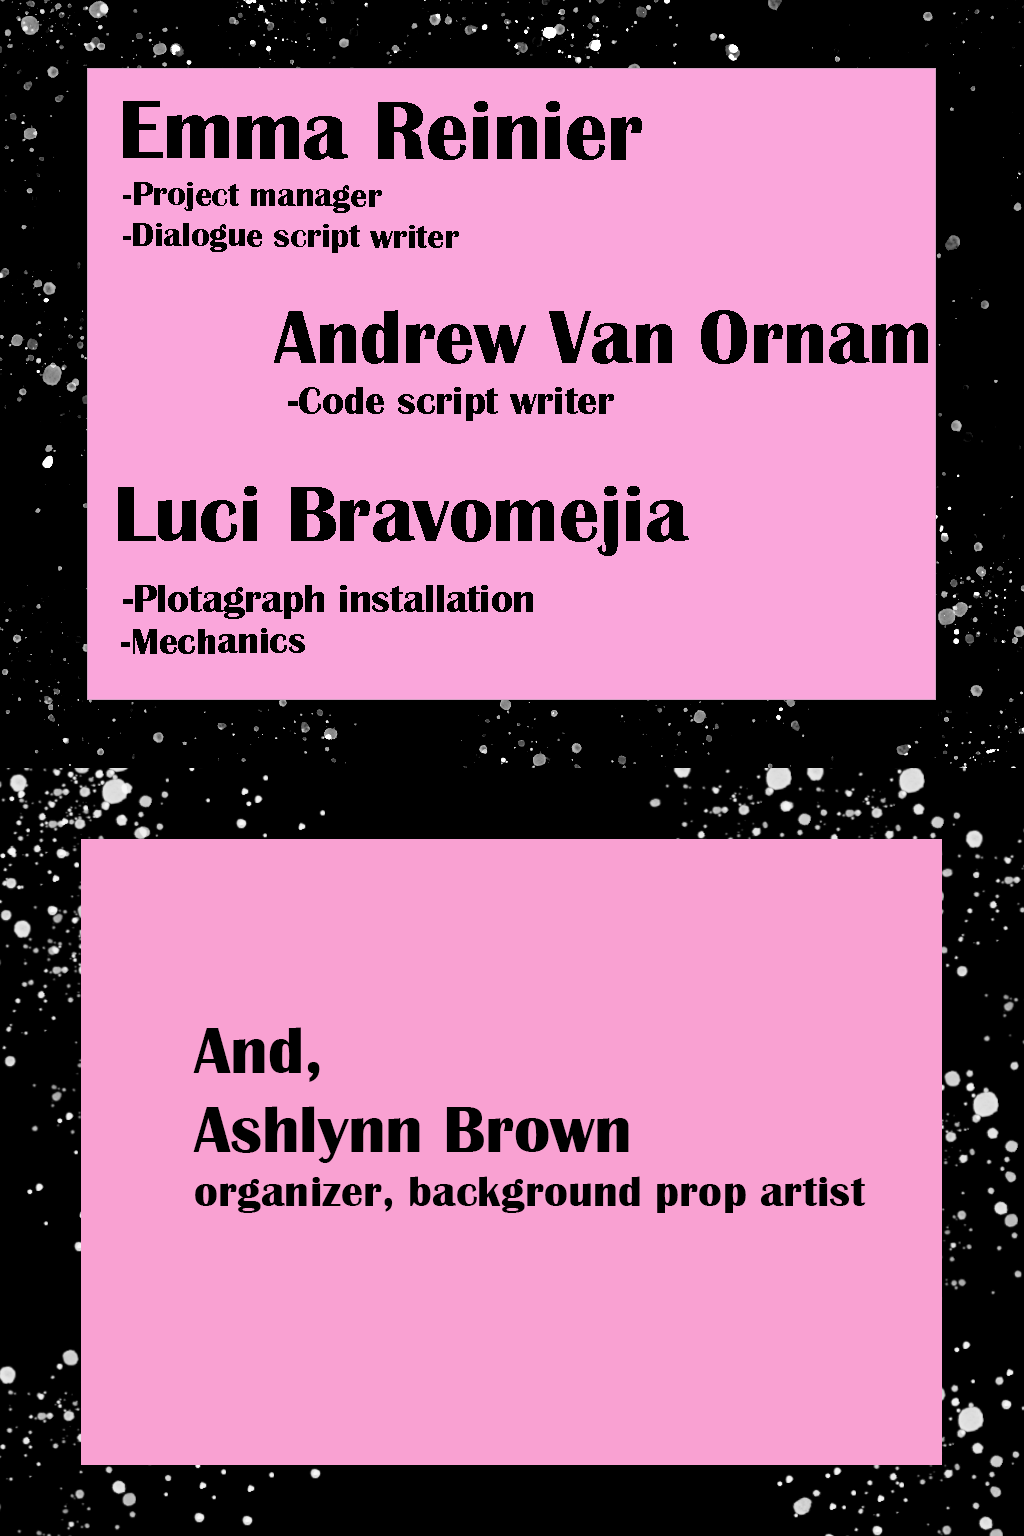 Emma Reinier
-Project manager
-Dialogue script writer
Andrew Van Ornam
-Code script writer
Luci Bravomejia
-Plotagraph installation
-Mechanics
And,
Ashlynn Brown
organizer, background prop artist